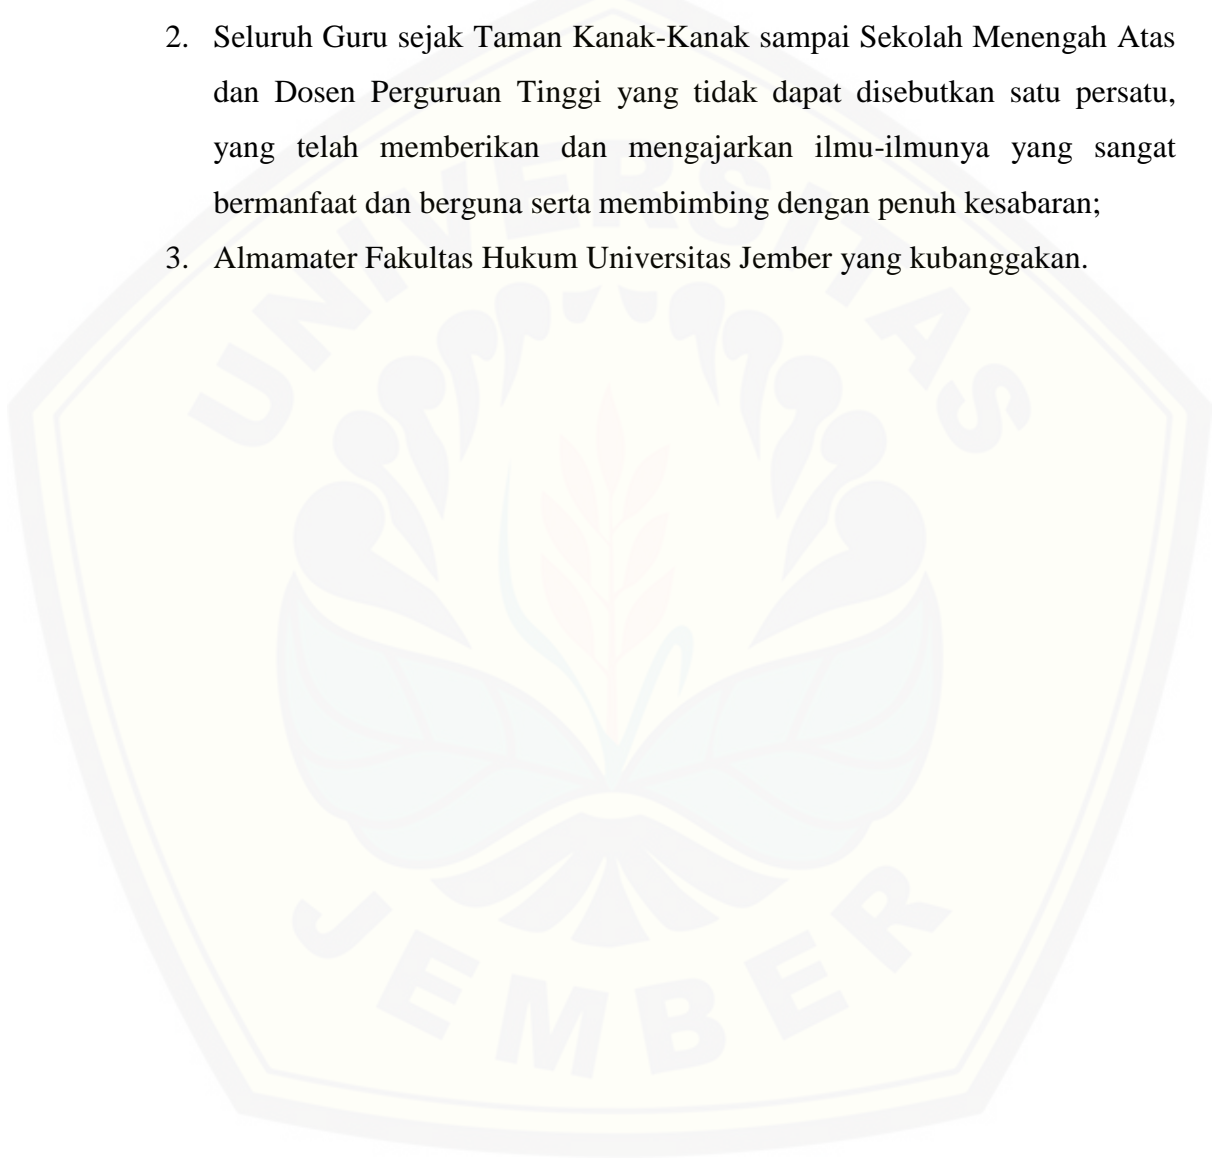 2. Seluruh Guru sejak Taman Kanak-Kanak sampai Sekolah Menengah Atas
dan Dosen Perguruan Tinggi yang tidak dapat disebutkan satu persatu,
yang telah memberikan dan mengajarkan ilmu-ilmunya yang sangat
bermanfaat dan berguna serta membimbing dengan penuh kesabaran;
3. Almamater Fakultas Hukum Universitas Jember yang kubanggakan.
UNIVERSITAS
JEMBER